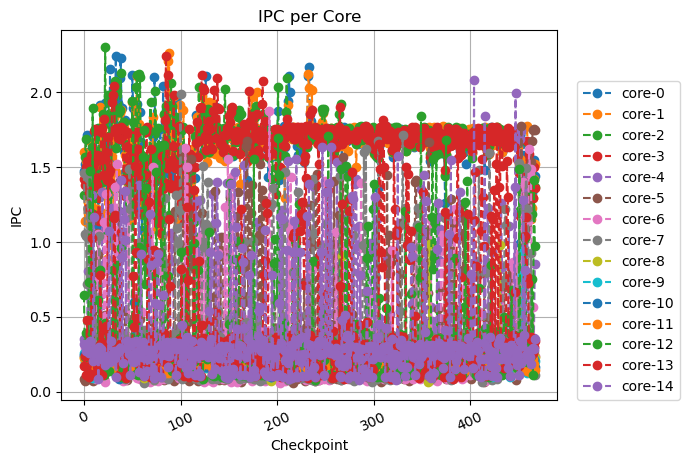 IPC per Core
IPC
2.0
1.5
1.0
0.5
0.0
0
100
200
300
400
Checkpoint
core-0
core-1
core-2
core-3
core-4
core-5
core-6
core-7
core-8
core-9
core-10
core-11
core-12
core-13
core-14